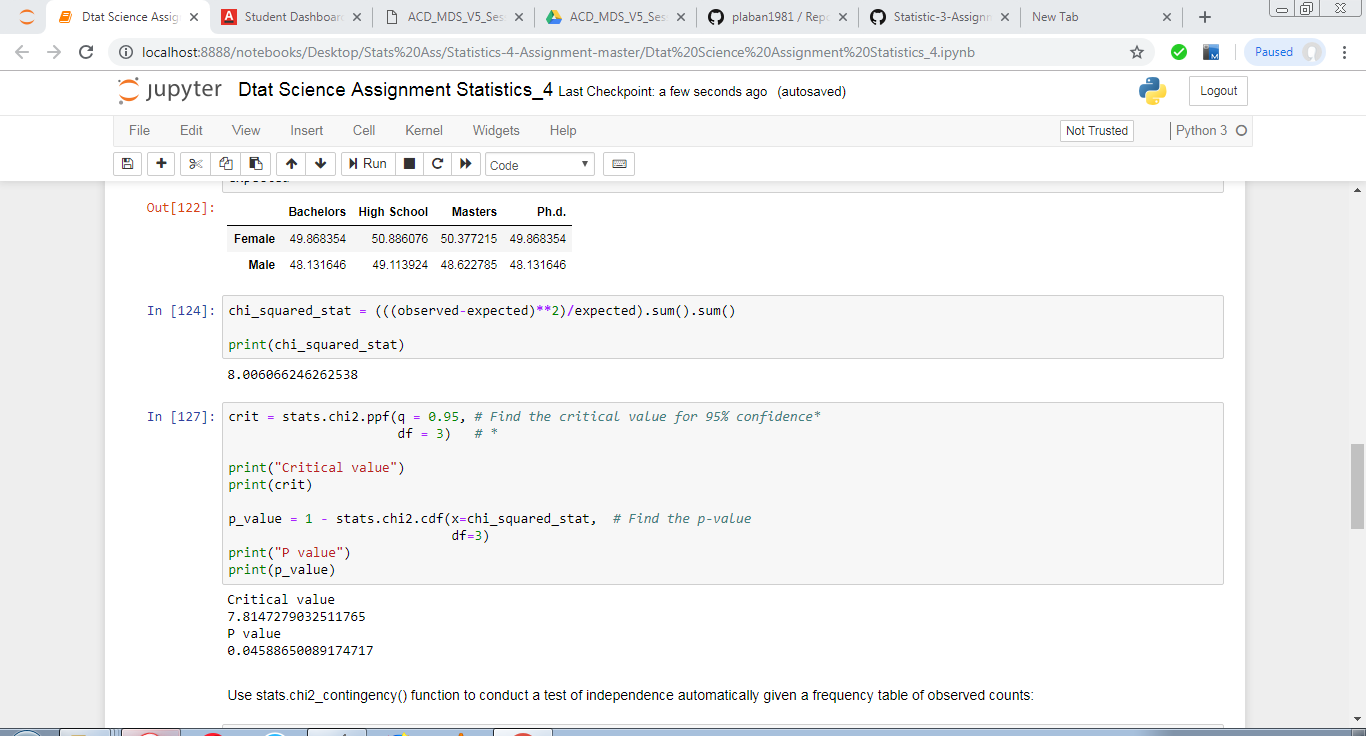 Dtat Science Assig
Student Dashboard
ACD_MDS_V5_Ses
ACD_MDS_V5_Ses
plaban1981 / Repo
Statistic-3-Assignm
New Tab
localhost:8888/notebooks/Desktop/Stats%20Ass/Statistics-4-Assignment-master/Dtat%20Science%20Assignment%20Statistics_4.ipynb
Paused
jupyter Dtat Science Assignment Statistics_4 Last Checkpoint: a few seconds ago (autosaved)
Logout
File Edit View Insert Cell Kernel Widgets Help
Not Trusted
Python 3
Run
Code
expected
Out[122]:
Bachelors High School Masters Ph.d.
Female 49.868354 50.886076 50.377215 49.868354
Male 48.131646 49.113924 48.622785 48.131646
In [124]: chi_squared_stat = (((observed-expected)**2)/expected).sum().sum()
print(chi_squared_stat)
8.006066246262538
In [127]: crit = stats.chi2.ppf(q = 0.95, # Find the critical value for 95% confidence*
df = 3) # *
print("Critical value")
print(crit)
p_value = 1 - stats.chi2.cdf(x=chi_squared_stat, # Find the p-value
df=3)
print("P value")
print(p_value)
Critical value
7.8147279032511765
P value
0.04588650089174717
Use stats.chi2_contingency() function to conduct a test of independence automatically given a frequency table of observed counts: